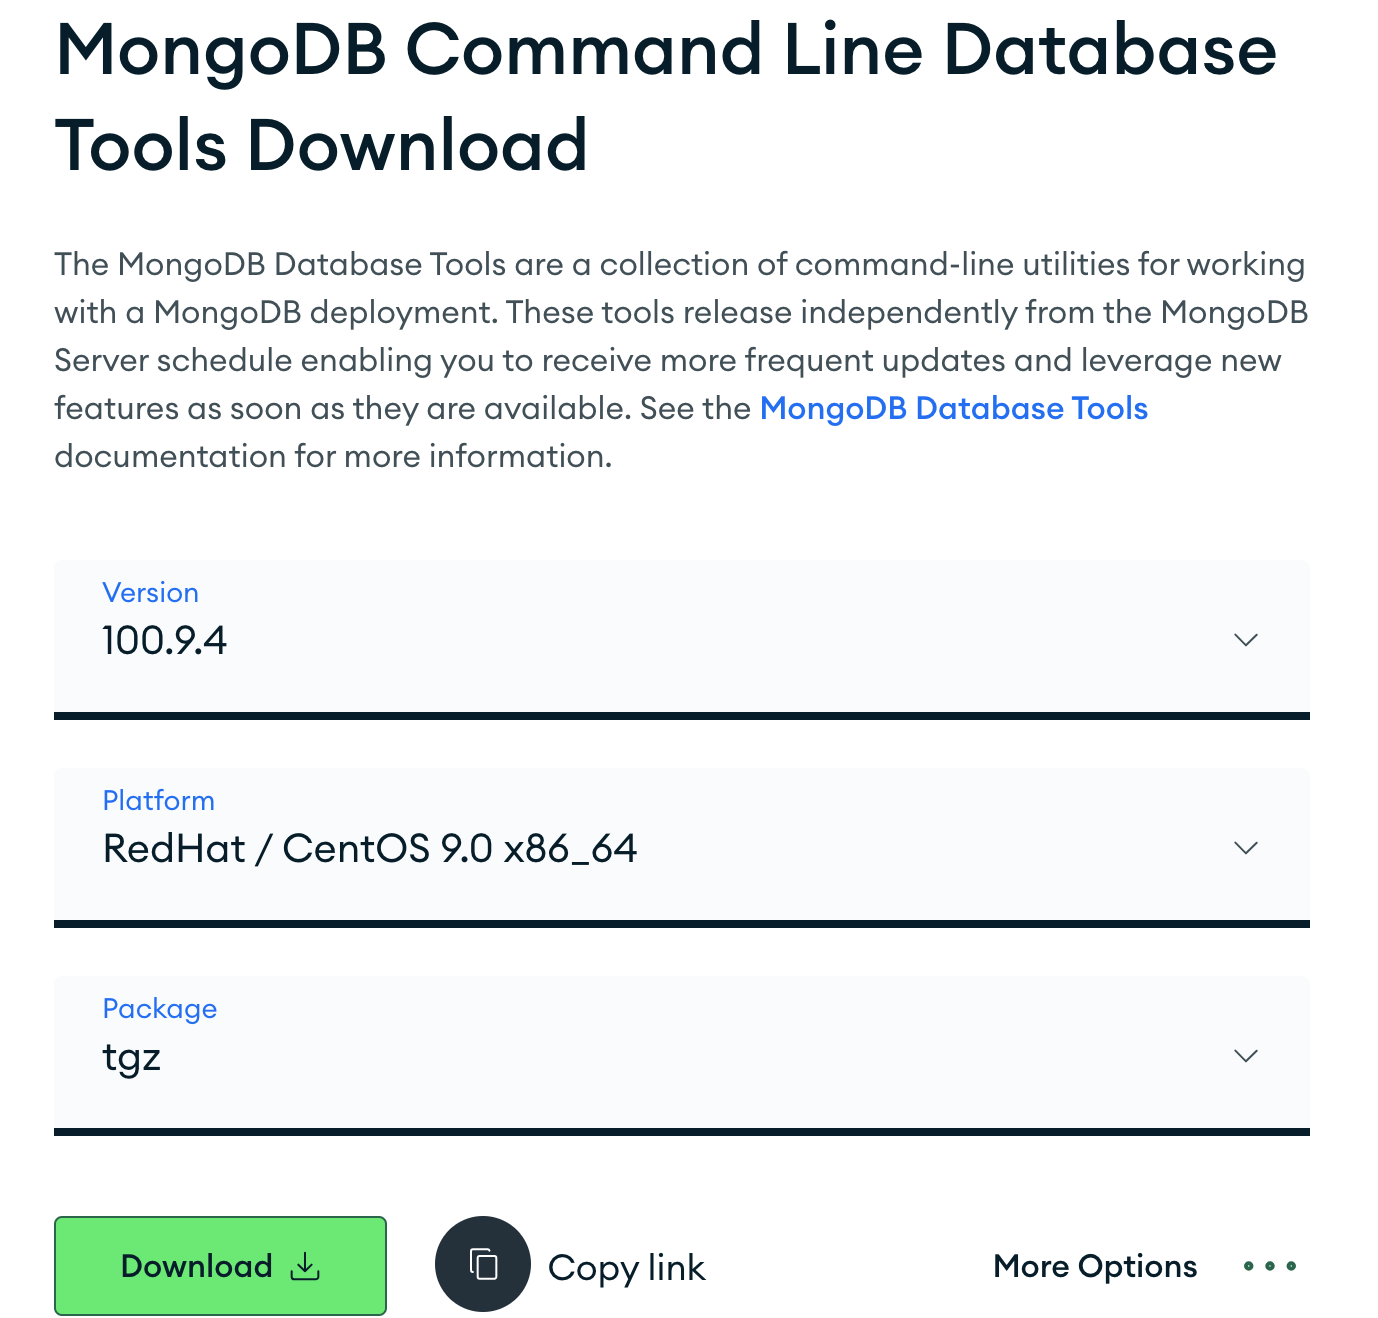 MongoDB Command Line Database
Tools Download
The MongoDB Database Tools are a collection of command-line utilities for working
with a MongoDB deployment. These tools release independently from the MongoDB
Server schedule enabling you to receive more frequent updates and leverage new
features as soon as they are available. See the MongoDB Database Tools
documentation for more information.
Version
100.9.4
Platform
RedHat / CentOS 9.0 x86_64
Package
tgz
Download
Copy link
More Options